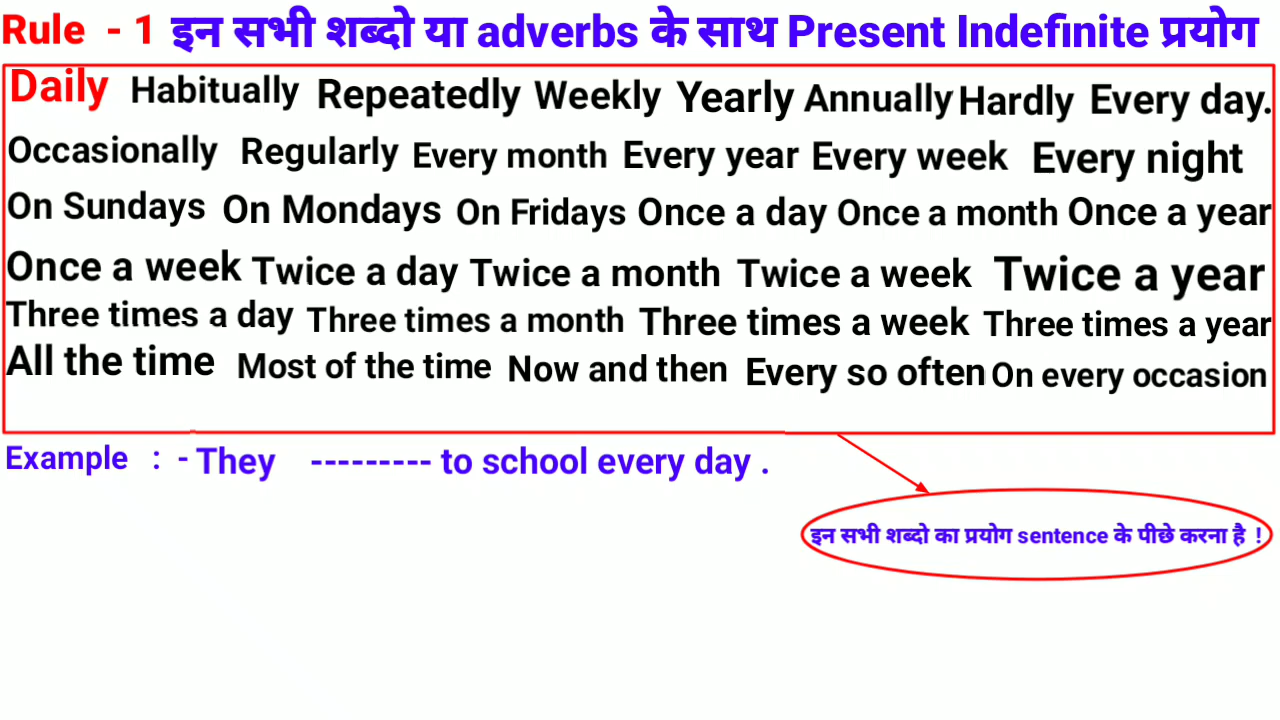 Rule - 1 इन सभी शब्दो या adverbs के साथ Present Indefinite प्रयोग
Daily Habitually Repeatedly Weekly Yearly Annually Hardly Every day.
Occasionally Regularly Every month Every year Every week Every night
On Sundays On Mondays On Fridays Once a day Once a month Once a year
Once a week Twice a day Twice a month Twice a week Twice a year
Three times a day Three times a month Three times a week Three times a year
All the time Most of the time Now and then Every so often On every occasion
Example : - They --------- to school every day .
इन सभी शब्दो का प्रयोग sentence के पीछे करना है !